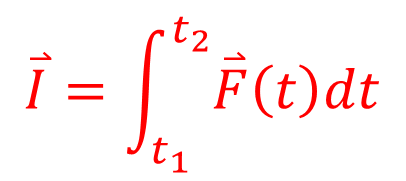 I⃗ = ∫_{t₁}^{t₂} F⃗(t)dt